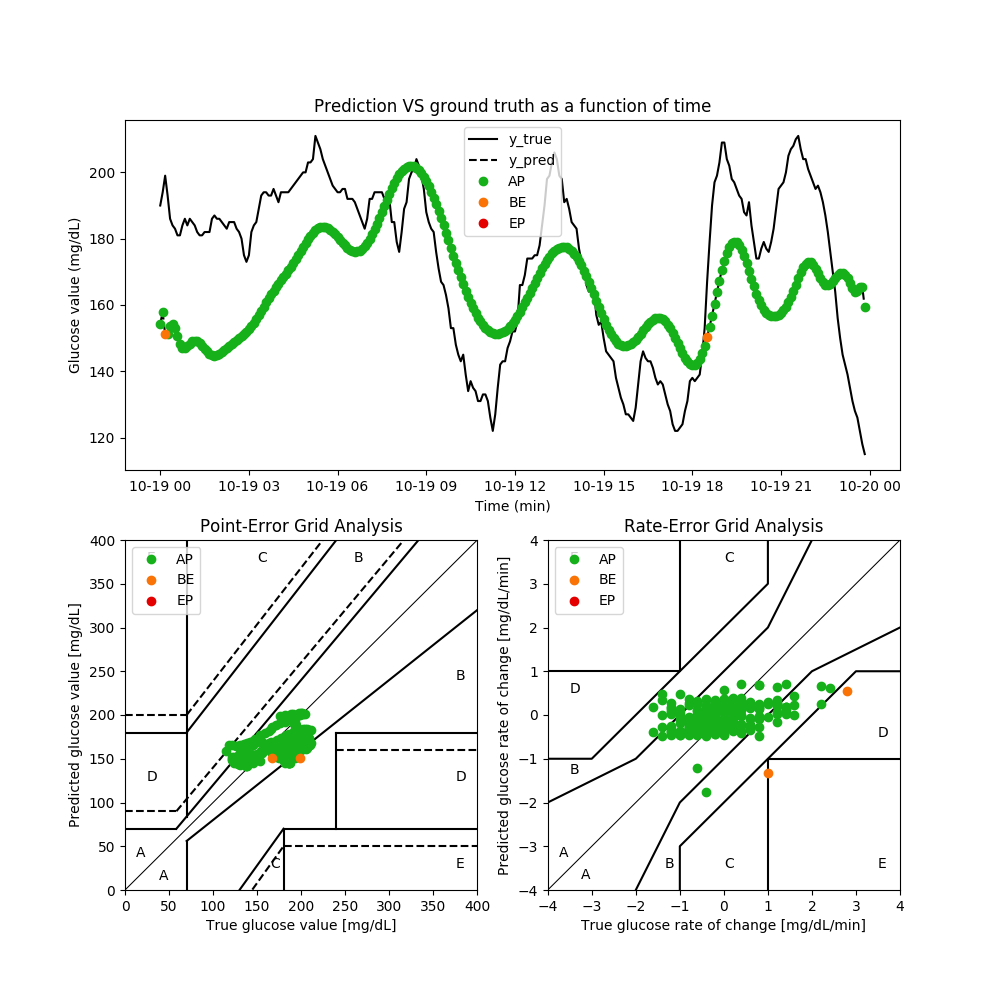 Prediction VS ground truth as a function of time
Glucose value (mg/dL)
200
180
160
140
120
y_true
y_pred
AP
BE
EP
10-19 00 10-19 03 10-19 06 10-19 09 10-19 12 10-19 15 10-19 18 10-19 21 10-20 00
Time (min)
Point-Error Grid Analysis
Predicted glucose value [mg/dL]
400
350
300
250
200
150
100
50
0
AP
BE
EP
C
B
B
D
D
A
A
C
E
0 50 100 150 200 250 300 350 400
True glucose value [mg/dL]
Rate-Error Grid Analysis
Predicted glucose rate of change [mg/dL/min]
4
3
2
1
0
−1
−2
−3
−4
AP
BE
EP
C
D
D
B
A
A
B
C
E
−4 −3 −2 −1 0 1 2 3 4
True glucose rate of change [mg/dL/min]